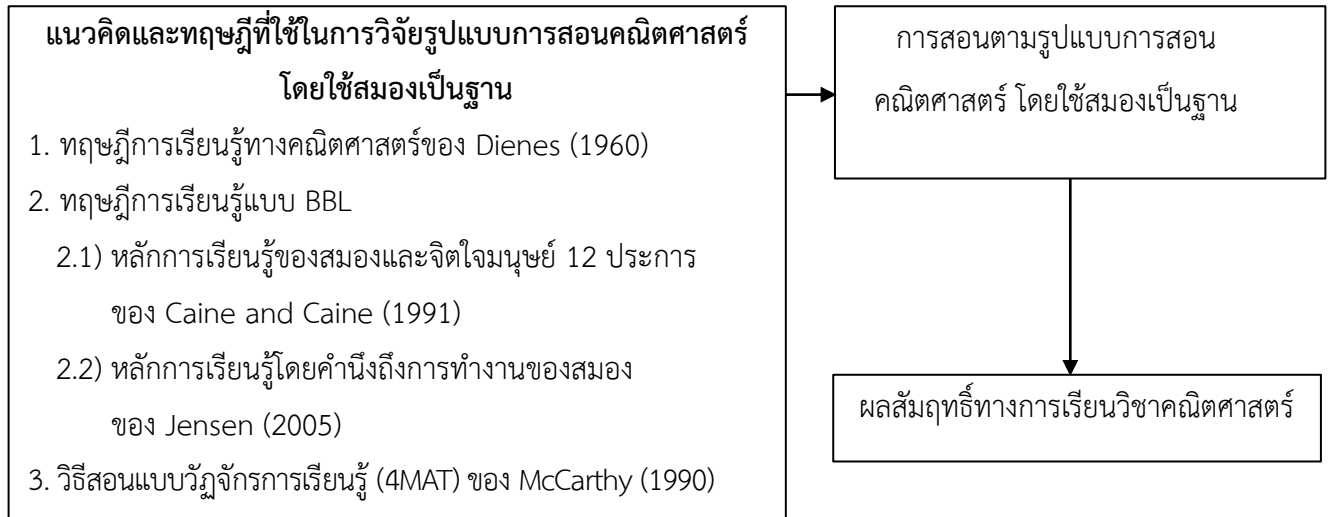 แนวคิดและทฤษฎีที่ใช้ในการวิจัยรูปแบบการสอนคณิตศาสตร์
โดยใช้สมองเป็นฐาน
1. ทฤษฎีการเรียนรู้ทางคณิตศาสตร์ของ Dienes (1960)
2. ทฤษฎีการเรียนรู้แบบ BBL
2.1) หลักการเรียนรู้ของสมองและจิตใจมนุษย์ 12 ประการ
ของ Caine and Caine (1991)
2.2) หลักการเรียนรู้โดยคำนึงถึงการทำงานของสมอง
ของ Jensen (2005)
3. วิธีสอนแบบวัฏจักรการเรียนรู้ (4MAT) ของ McCarthy (1990)
การสอนตามรูปแบบการสอน
คณิตศาสตร์ โดยใช้สมองเป็นฐาน
ผลสัมฤทธิ์ทางการเรียนวิชาคณิตศาสตร์